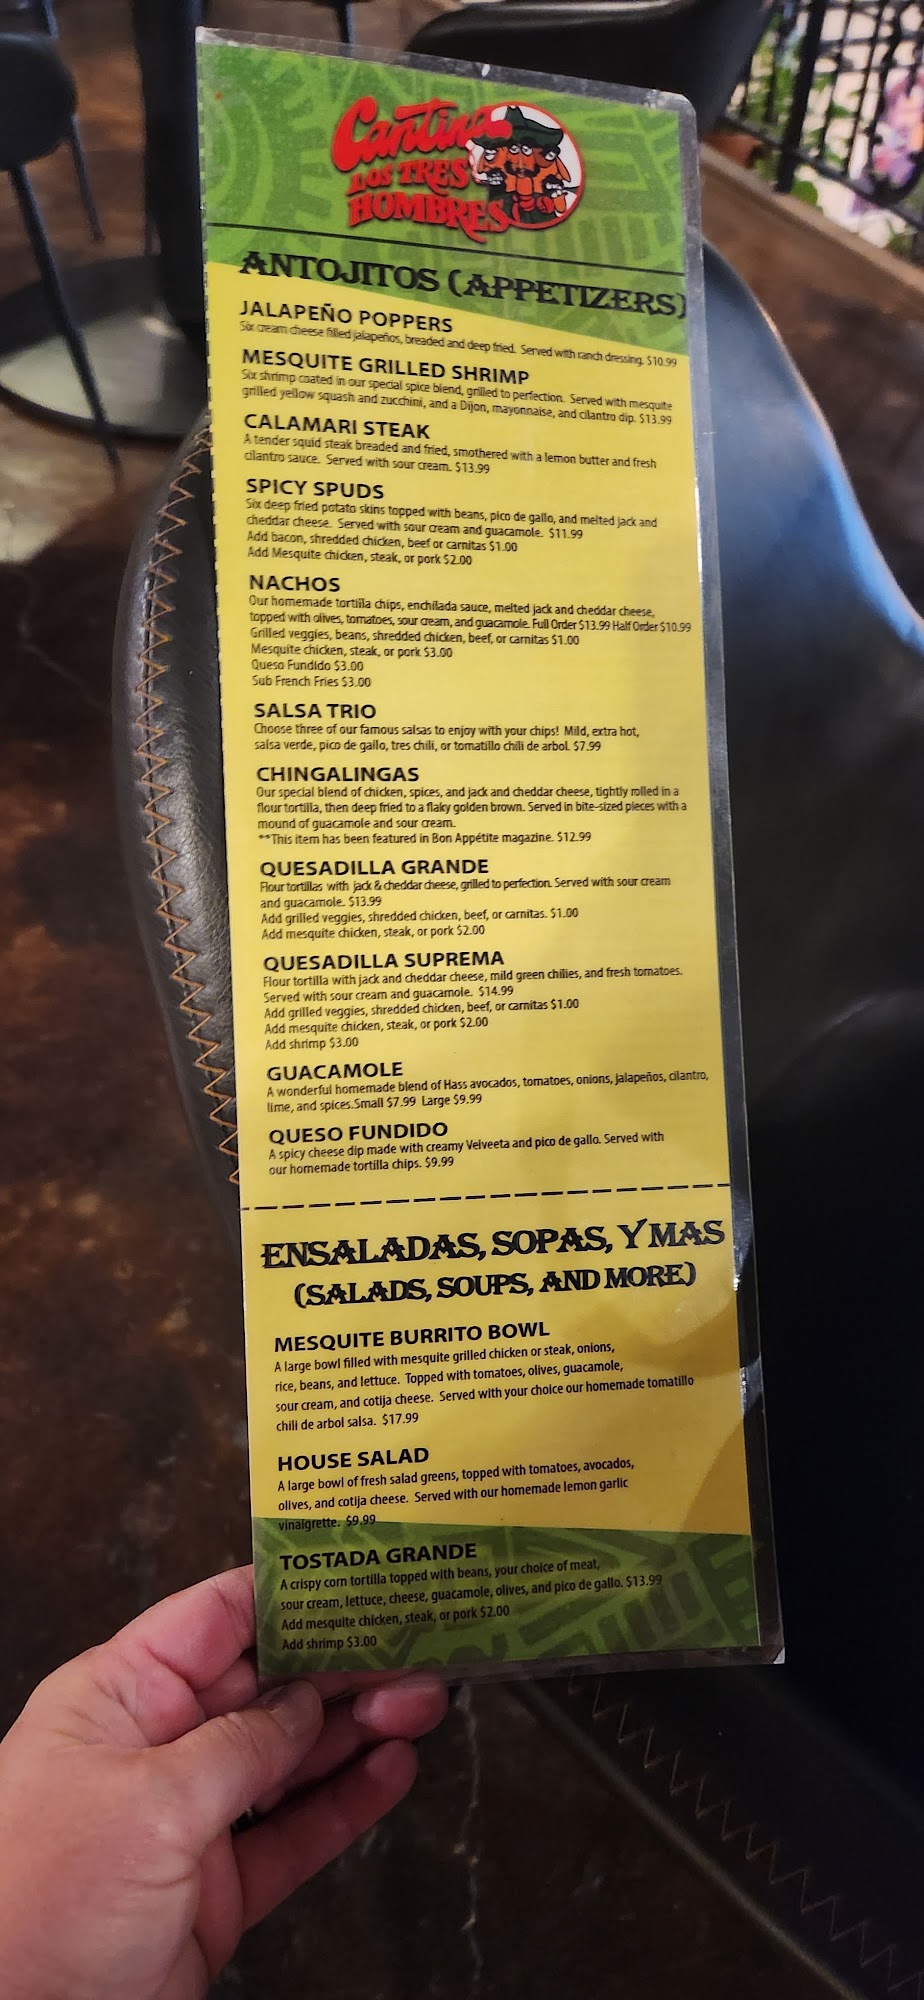 Cantina
LOS TRES
HOMBRES
ANTOJITOS (APPETIZERS)
JALAPEÑO POPPERS
Six cream cheese filled jalapeños, breaded and deep fried. Served with ranch dressing. $10.99
MESQUITE GRILLED SHRIMP
Six shrimp coated in our special spice blend, grilled to perfection. Served with mesquite
grilled yellow squash and zucchini, and a Dijon, mayonnaise, and cilantro dip. $13.99
CALAMARI STEAK
A tender squid steak breaded and fried, smothered with a lemon butter and fresh
cilantro sauce. Served with sour cream. $13.99
SPICY SPUDS
Six deep fried potato skins topped with beans, pico de gallo, and melted jack and
cheddar cheese. Served with sour cream and guacamole. $11.99
Add bacon, shredded chicken, beef or carnitas $1.00
Add Mesquite chicken, steak, or pork $2.00
NACHOS
Our homemade tortilla chips, enchilada sauce, melted jack and cheddar cheese,
topped with olives, tomatoes, sour cream, and guacamole. Full Order $13.99 Half Order $10.99
Grilled veggies, beans, shredded chicken, beef, or carnitas $1.00
Mesquite chicken, steak, or pork $3.00
Queso Fundido $3.00
Sub French Fries $3.00
SALSA TRIO
Choose three of our famous salsas to enjoy with your chips! Mild, extra hot,
salsa verde, pico de gallo, tres chili, or tomatillo chili de arbol. $7.99
CHINGALINGAS
Our special blend of chicken, spices, and jack and cheddar cheese, tightly rolled in a
flour tortilla, then deep fried to a flaky golden brown. Served in bite-sized pieces with a
mound of guacamole and sour cream.
**This item has been featured in Bon Appétite magazine. $12.99
QUESADILLA GRANDE
Flour tortillas with jack & cheddar cheese, grilled to perfection. Served with sour cream
and guacamole. $13.99
Add grilled veggies, shredded chicken, beef, or carnitas. $1.00
Add mesquite chicken, steak, or pork $2.00
QUESADILLA SUPREMA
Flour tortilla with jack and cheddar cheese, mild green chilies, and fresh tomatoes.
Served with sour cream and guacamole. $14.99
Add grilled veggies, shredded chicken, beef, or carnitas $1.00
Add mesquite chicken, steak, or pork $2.00
Add shrimp $3.00
GUACAMOLE
A wonderful homemade blend of Hass avocados, tomatoes, onions, jalapeños, cilantro,
lime, and spices.Small $7.99 Large $9.99
QUESO FUNDIDO
A spicy cheese dip made with creamy Velveeta and pico de gallo. Served with
our homemade tortilla chips. $9.99
ENSALADAS, SOPAS, Y MAS
(SALADS, SOUPS, AND MORE)
MESQUITE BURRITO BOWL
A large bowl filled with mesquite grilled chicken or steak, onions,
rice, beans, and lettuce. Topped with tomatoes, olives, guacamole,
sour cream, and cotija cheese. Served with your choice our homemade tomatillo
chili de arbol salsa. $17.99
HOUSE SALAD
A large bowl of fresh salad greens, topped with tomatoes, avocados,
olives, and cotija cheese. Served with our homemade lemon garlic
vinaigrette. $9.99
TOSTADA GRANDE
A crispy corn tortilla topped with beans, your choice of meat,
sour cream, lettuce, cheese, guacamole, olives, and pico de gallo. $13.99
Add mesquite chicken, steak, or pork $2.00
Add shrimp $3.00